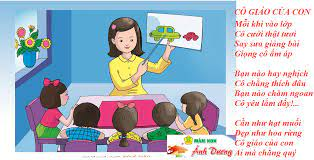 CÔ GIÁO CỦA CON
Mỗi khi vào lớp
Cô cười thật tươi
Say sưa giảng bài
Giọng cô ấm áp
Bạn nào hay nghịch
Cô chẳng thích đâu
Bạn nào chăm ngoan
Cô yêu lắm đấy!...
Cần như hạt muối
Đẹp như hoa rừng
Cô giáo của con
Ai mà chẳng quý
MẦM NON
Ánh Dương